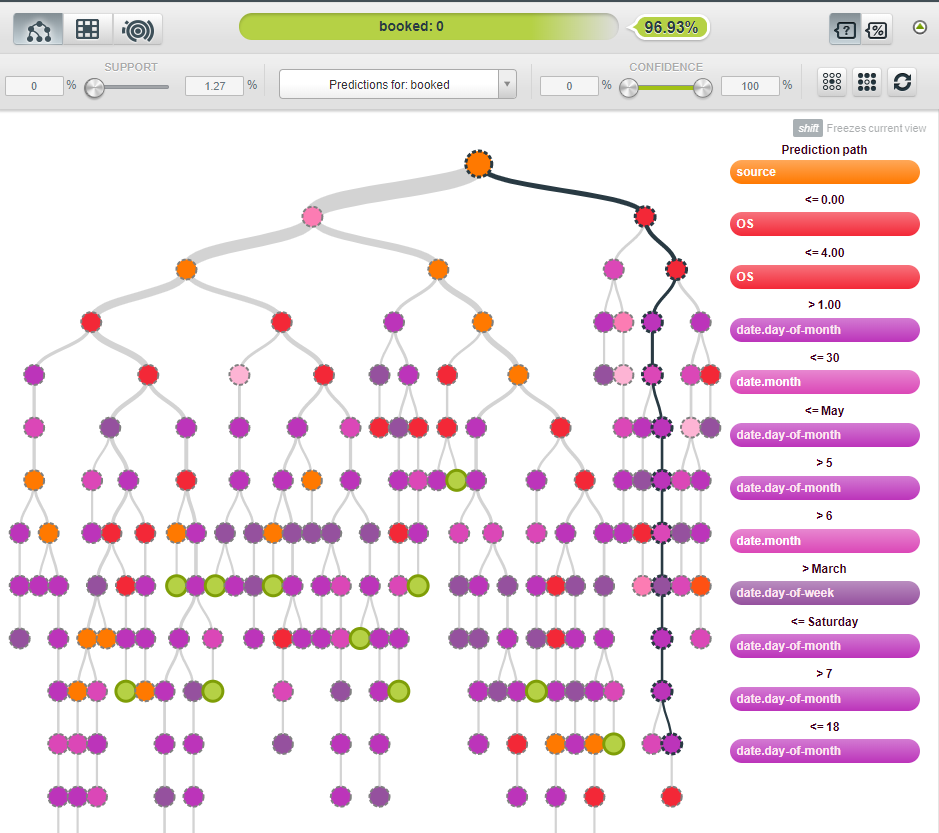 booked: 0
96.93%
?
%
SUPPORT
0 %
1.27 %
Predictions for: booked
CONFIDENCE
0 %
100 %
shift Freezes current view
Prediction path
source
<= 0.00
OS
<= 4.00
OS
> 1.00
date.day-of-month
<= 30
date.month
<= May
date.day-of-month
> 5
date.day-of-month
> 6
date.month
> March
date.day-of-week
<= Saturday
date.day-of-month
> 7
date.day-of-month
<= 18
date.day-of-month